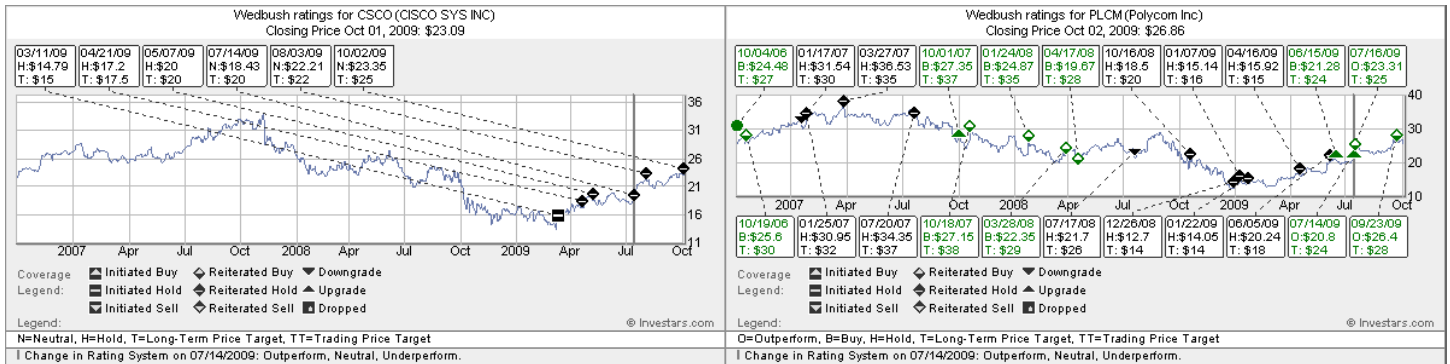 Wedbush ratings for CSCO (CISCO SYS INC)
Closing Price Oct 01, 2009: $23.09
03/11/09 04/21/09 05/07/09 07/14/09 08/03/09 10/02/09
H:$14.79 H:$17.2 H:$20 N:$18.43 N:$22.21 N:$23.35
T: $15 T: $17.5 T: $20 T: $20 T: $22 T: $25
36
31
26
21
16
11
2007 Apr Jul Oct 2008 Apr Jul Oct 2009 Apr Jul Oct
Coverage Legend:
Initiated Buy Reiterated Buy Downgrade
Initiated Hold Reiterated Hold Upgrade
Initiated Sell Reiterated Sell Dropped
Legend:
© Investars.com
N=Neutral, H=Hold, T=Long-Term Price Target, TT=Trading Price Target
Change in Rating System on 07/14/2009: Outperform, Neutral, Underperform.
Wedbush ratings for PLCM (Polycom Inc)
Closing Price Oct 02, 2009: $26.86
10/04/06 01/17/07 03/27/07 10/01/07 01/24/08 04/17/08 10/16/08 01/07/09 04/16/09 06/15/09 07/16/09
B:$24.48 H:$31.54 H:$36.53 B:$27.35 B:$24.87 B:$19.67 H:$18.5 H:$15.14 H:$15.92 B:$21.28 O:$23.31
T: $27 T: $30 T: $35 T: $37 T: $35 T: $28 T: $20 T: $16 T: $15 T: $24 T: $25
40
30
20
10
2007 Apr Jul Oct 2008 Apr Jul Oct 2009 Apr Jul Oct
10/19/06 01/25/07 07/20/07 10/18/07 03/28/08 07/17/08 12/26/08 01/22/09 06/05/09 07/14/09 09/23/09
B:$25.6 H:$30.95 H:$34.35 B:$27.15 B:$22.35 H:$21.7 H:$12.7 H:$14.05 H:$20.24 O:$20.8 O:$26.4
T: $30 T: $32 T: $37 T: $38 T: $29 T: $26 T: $14 T: $14 T: $18 T: $24 T: $28
Coverage Legend:
Initiated Buy Reiterated Buy Downgrade
Initiated Hold Reiterated Hold Upgrade
Initiated Sell Reiterated Sell Dropped
Legend:
© Investars.com
O=Outperform, B=Buy, H=Hold, T=Long-Term Price Target, TT=Trading Price Target
Change in Rating System on 07/14/2009: Outperform, Neutral, Underperform.